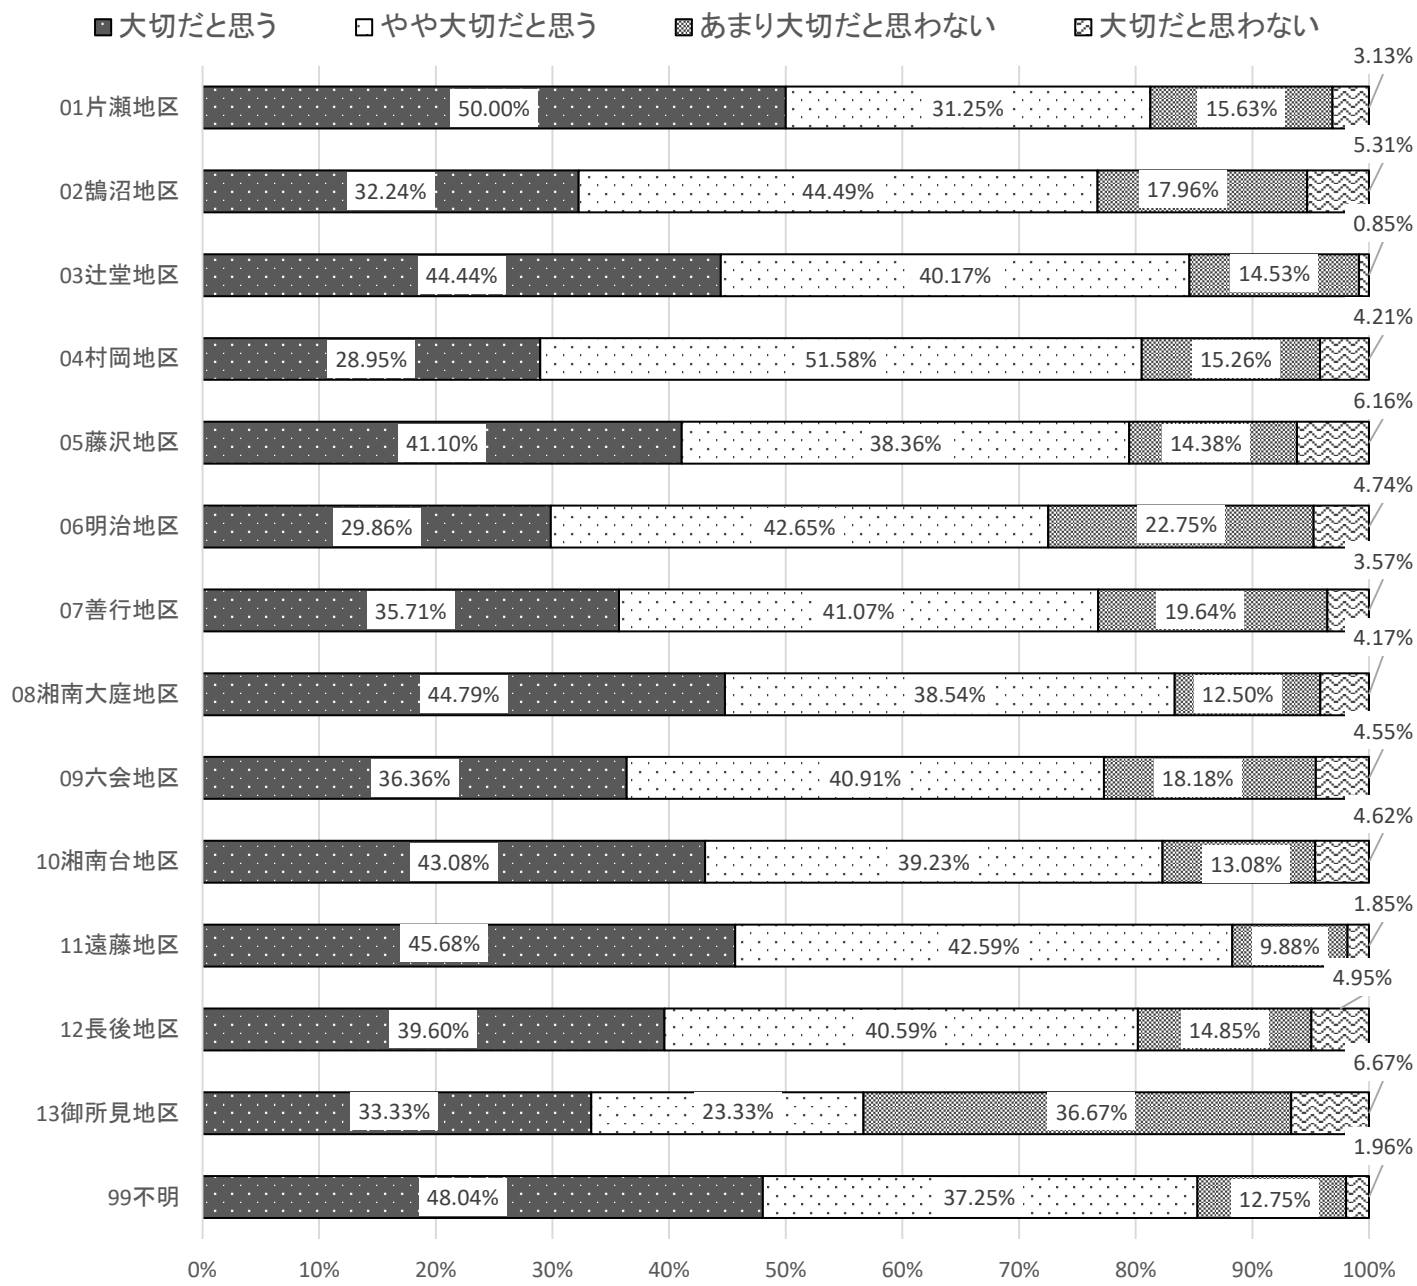 大切だと思う やや大切だと思う あまり大切だと思わない 大切だと思わない
3.13%
01片瀬地区 50.00% 31.25% 15.63%
5.31%
02鵠沼地区 32.24% 44.49% 17.96%
0.85%
03辻堂地区 44.44% 40.17% 14.53%
4.21%
04村岡地区 28.95% 51.58% 15.26%
6.16%
05藤沢地区 41.10% 38.36% 14.38%
4.74%
06明治地区 29.86% 42.65% 22.75%
3.57%
07善行地区 35.71% 41.07% 19.64%
4.17%
08湘南大庭地区 44.79% 38.54% 12.50%
4.55%
09六会地区 36.36% 40.91% 18.18%
4.62%
10湘南台地区 43.08% 39.23% 13.08%
1.85%
11遠藤地区 45.68% 42.59% 9.88%
4.95%
12長後地区 39.60% 40.59% 14.85%
6.67%
13御所見地区 33.33% 23.33% 36.67%
1.96%
99不明 48.04% 37.25% 12.75%
0% 10% 20% 30% 40% 50% 60% 70% 80% 90% 100%